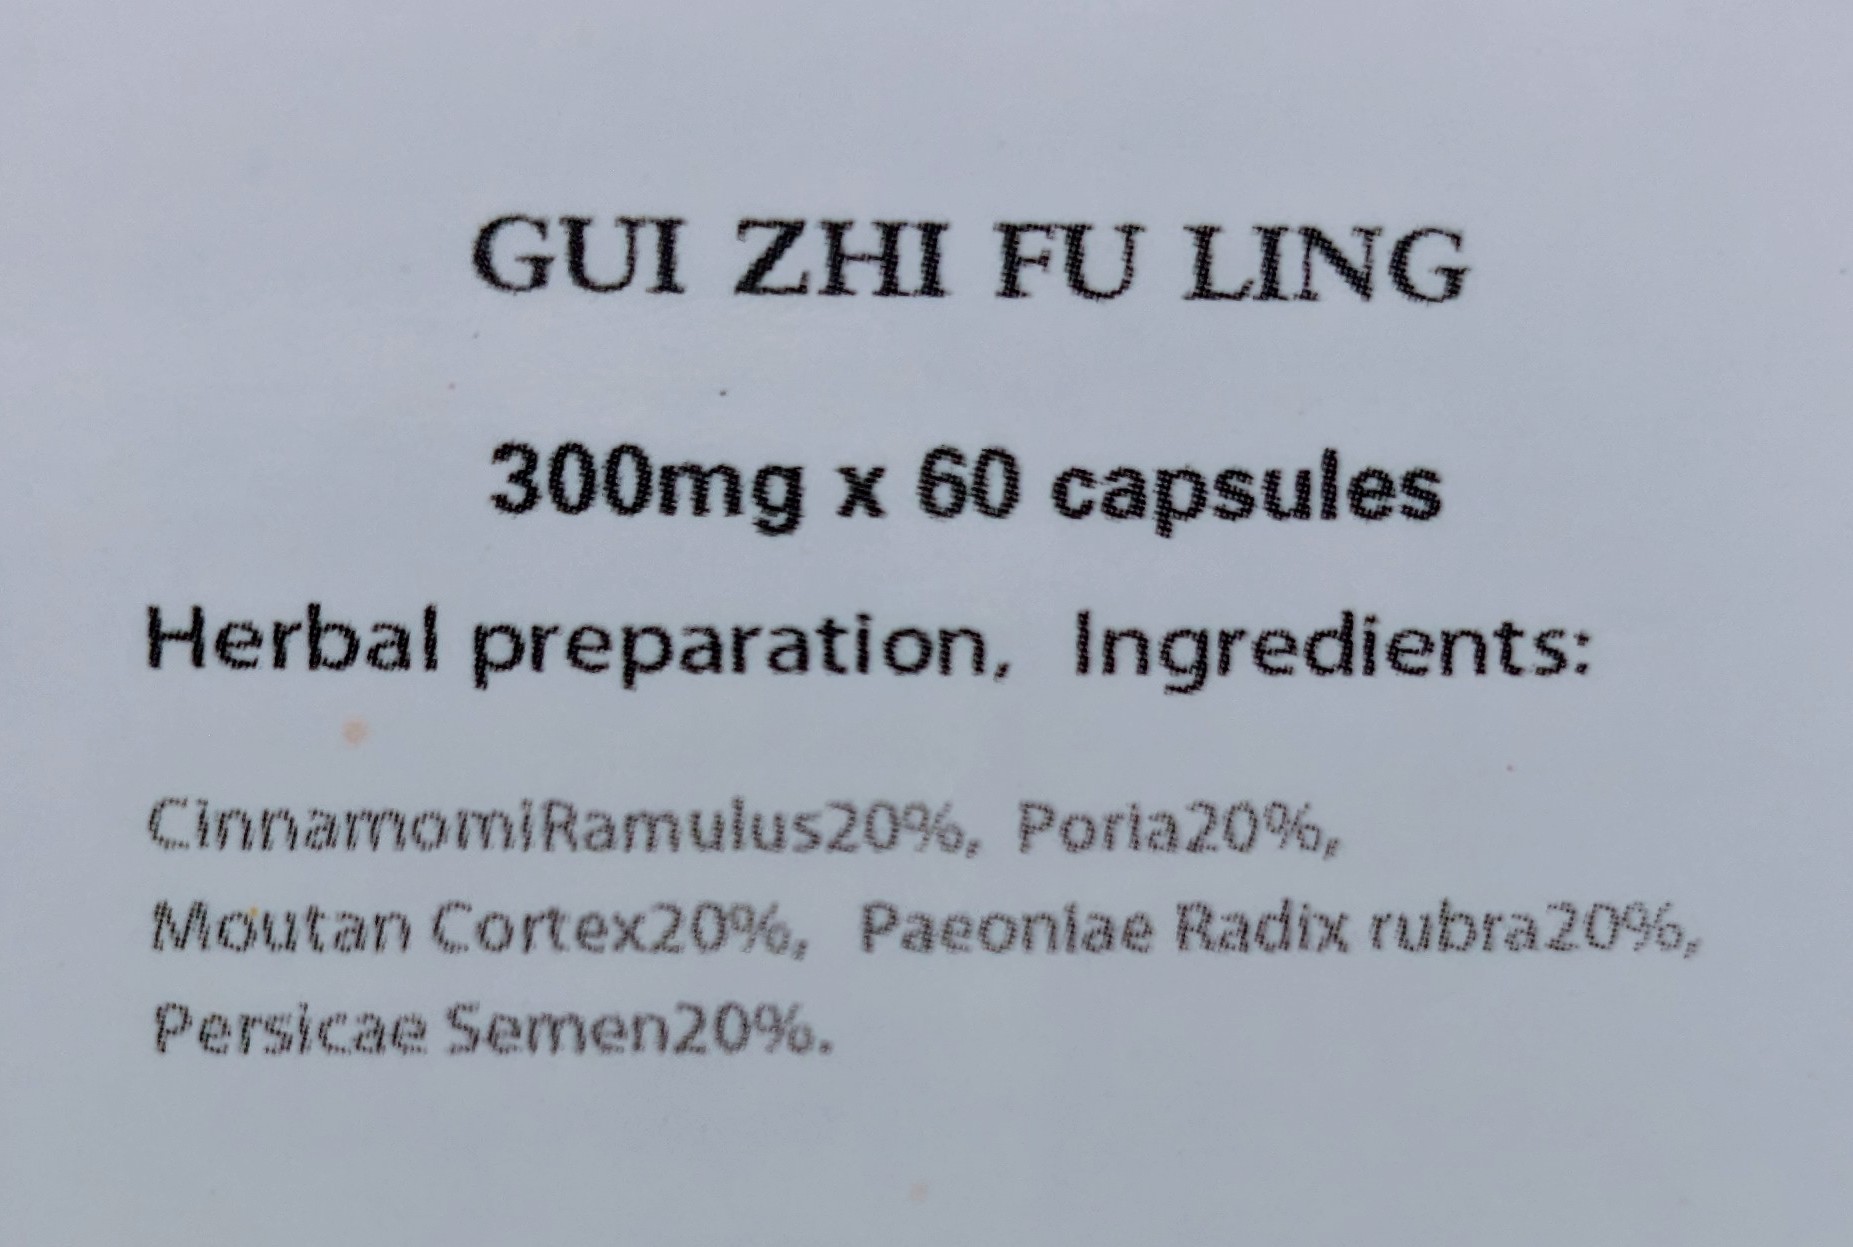 GUI ZHI FU LING
300mg x 60 capsules
Herbal preparation, Ingredients:
CinnamomiRamulus20%, Poria20%,
Moutan Cortex20%, Paeoniae Radix rubra20%,
Persicae Semen20%.